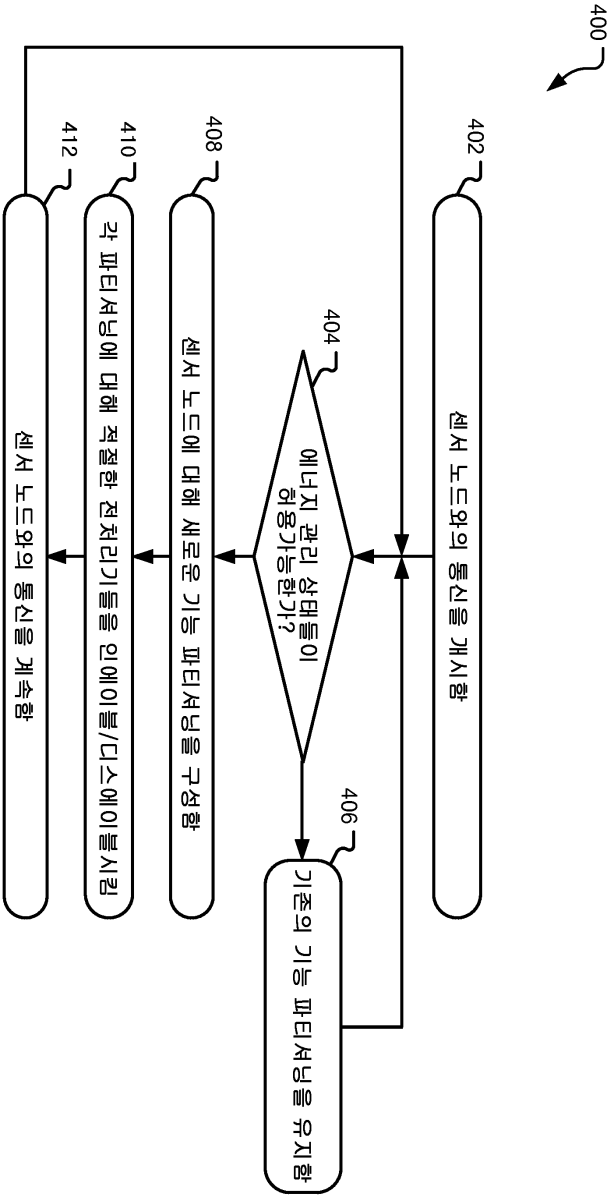 400
402
센서 노드와의 통신을 개시함
404
에너지 관리 상태들이
허용가능한가?
406
기존의 기능 파티셔닝을 유지함
408
센서 노드에 대해 새로운 기능 파티셔닝을 구성함
410
각 파티셔닝에 대해 적절한 전처리기들을 인에이블/디스에이블시킴
412
센서 노드와의 통신을 계속함